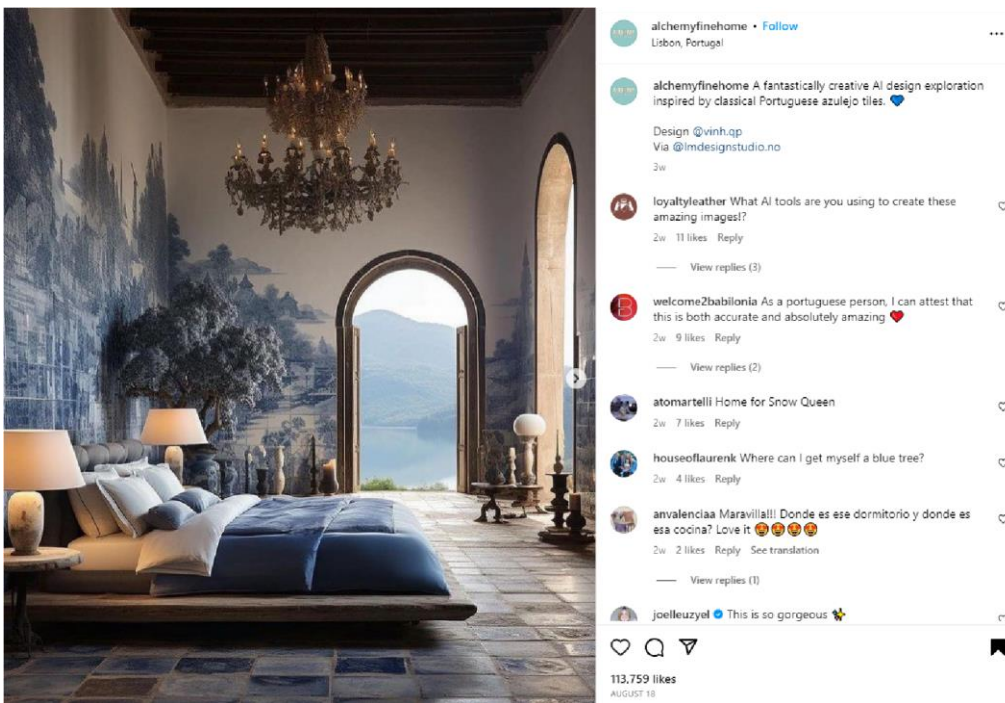 alchemyfinehome • Follow
Lisbon, Portugal
alchemyfinehome A fantastically creative AI design exploration
inspired by classical Portuguese azulejo tiles. 💙
Design @vinh.qp
Via @lmdesignstudio.no
3w
loyaltyleather What AI tools are you using to create these
amazing images!?
2w 11 likes Reply
View replies (3)
welcome2babilonia As a portuguese person, I can attest that
this is both accurate and absolutely amazing ❤️
2w 9 likes Reply
View replies (2)
atomartelli Home for Snow Queen
2w 7 likes Reply
houseoflaurenk Where can I get myself a blue tree?
2w 4 likes Reply
anvalenciaa Maravilla!!! Donde es ese dormitorio y donde es
esa cocina? Love it 🤩🤩🤩🤩
2w 2 likes Reply See translation
View replies (1)
joelleuzyel This is so gorgeous ✨
113,759 likes
AUGUST 18